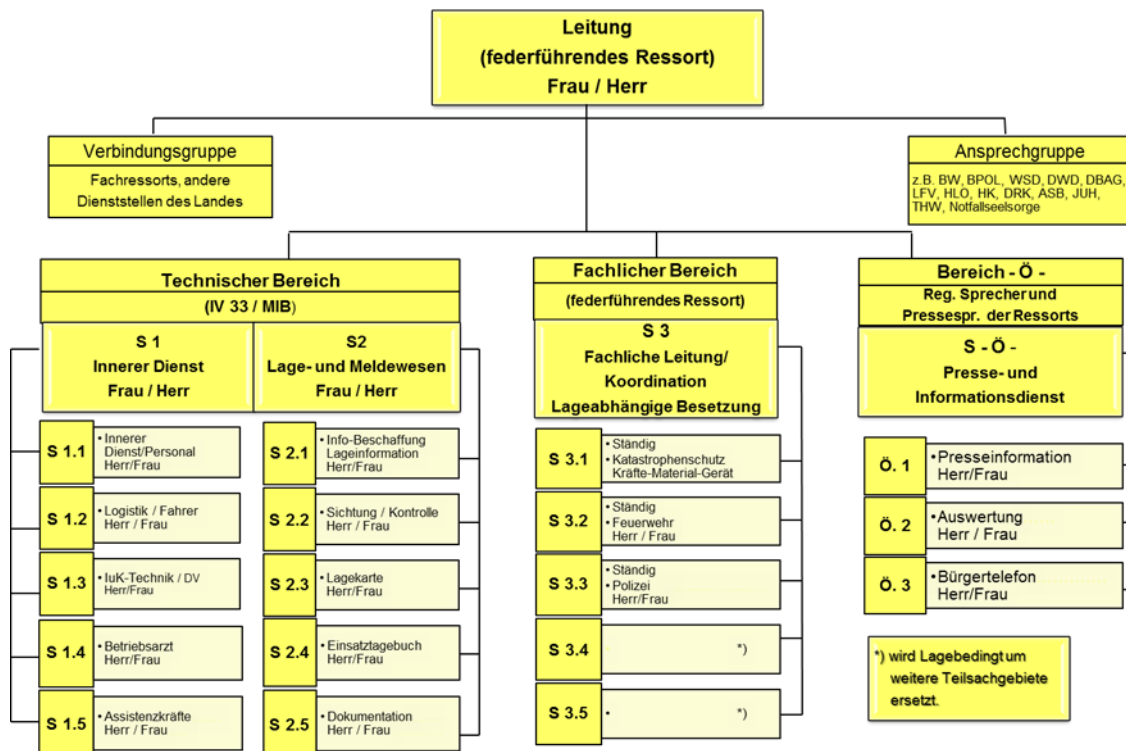 Leitung
(federführendes Ressort)
Frau / Herr
Verbindungsgruppe
Fachressorts, andere
Dienststellen des Landes
Ansprechgruppe
z.B. BW, BPOL, WSD, DWD, DBAG,
LFV, HLO, HK, DRK, ASB, JUH,
THW, Notfallseelsorge
Technischer Bereich
(IV 33 / MIB)
S 1
Innerer Dienst
Frau / Herr
S2
Lage- und Meldewesen
Frau / Herr
S 1.1
• Innerer
Dienst/Personal
Herr/Frau
S 1.2
• Logistik / Fahrer
Herr / Frau
S 1.3
• IuK-Technik / DV
Herr/Frau
S 1.4
• Betriebsarzt
Herr/Frau
S 1.5
• Assistenzkräfte
Herr / Frau
S 2.1
• Info-Beschaffung
Lageinformation
Herr/Frau
S 2.2
• Sichtung / Kontrolle
Herr / Frau
S 2.3
• Lagekarte
Herr/Frau
S 2.4
• Einsatztagebuch
Herr/Frau
S 2.5
• Dokumentation
Herr / Frau
Fachlicher Bereich
(federführendes Ressort)
S 3
Fachliche Leitung/
Koordination
Lageabhängige Besetzung
S 3.1
• Ständig
• Katastrophenschutz
Kräfte-Material-Gerät
S 3.2
• Ständig
• Feuerwehr
Herr / Frau
S 3.3
• Ständig
• Polizei
Herr/Frau
S 3.4
*)
S 3.5
• *)
Bereich - Ö -
Reg. Sprecher und
Pressespr. der Ressorts
S - Ö -
Presse- und
Informationsdienst
Ö. 1
• Presseinformation
Herr/Frau
Ö. 2
• Auswertung
Herr / Frau
Ö. 3
• Bürgertelefon
Herr/Frau
*) wird Lagebedingt um
weitere Teilsachgebiete
ersetzt.